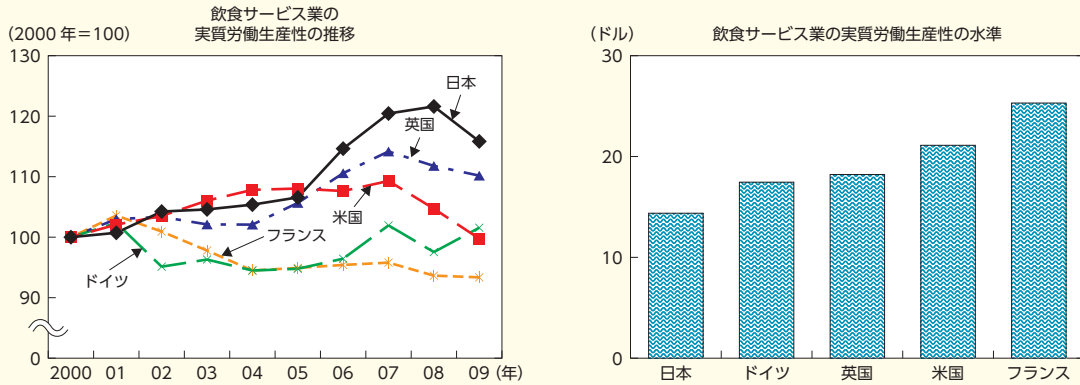 飲食サービス業の
実質労働生産性の推移
(2000 年=100)
130
120
110
100
90
0
日本
英国
米国
フランス
ドイツ
2000 01 02 03 04 05 06 07 08 09 (年)
飲食サービス業の実質労働生産性の水準
(ドル)
30
20
10
0
日本 ドイツ 英国 米国 フランス